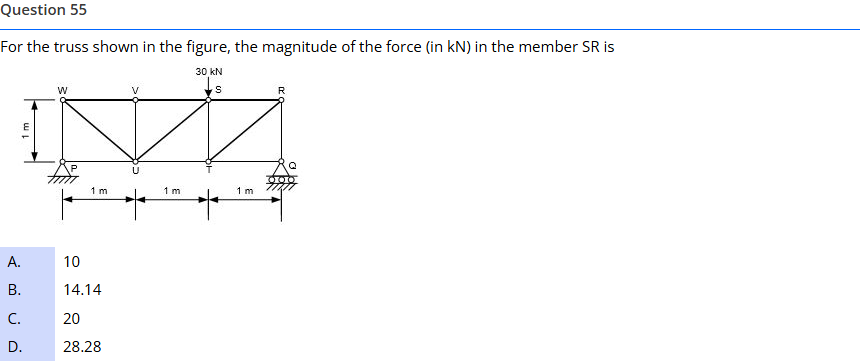 Question 55
For the truss shown in the figure, the magnitude of the force (in kN) in the member SR is
30 kN
W V S R
1 m
P U T Q
1 m 1 m 1 m
A. 10
B. 14.14
C. 20
D. 28.28